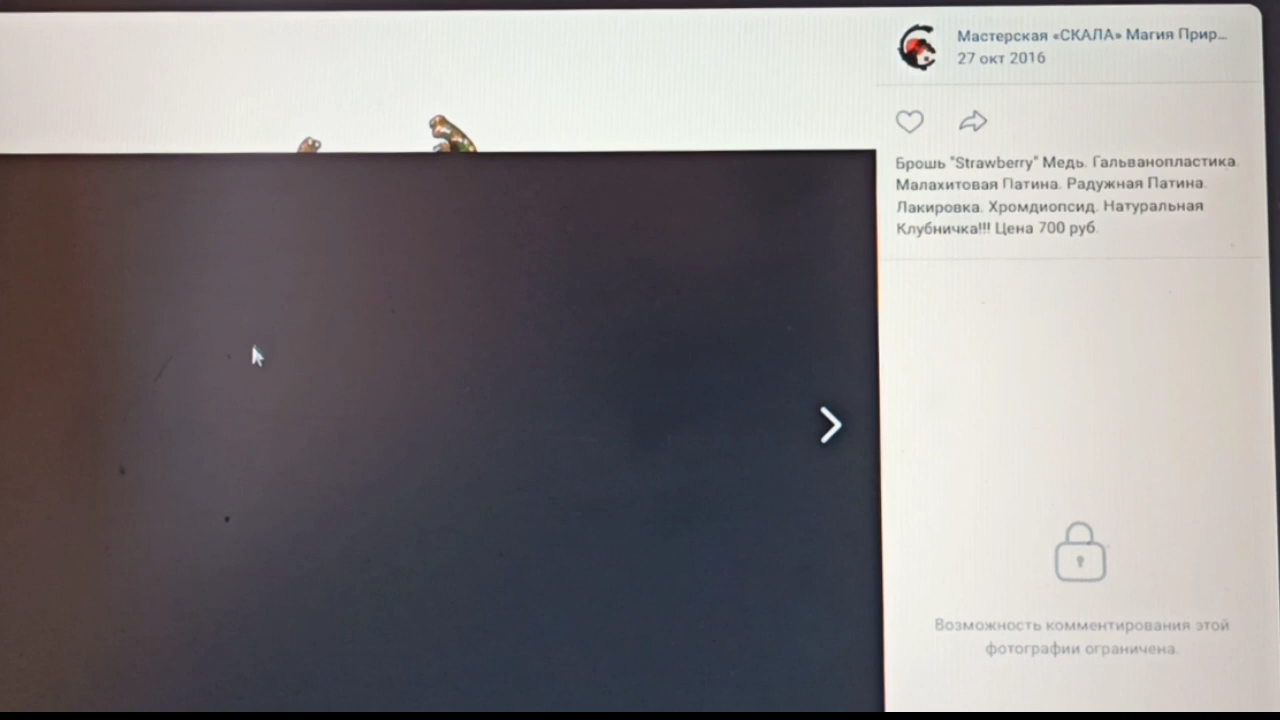 Мастерская «СКАЛА» Магия Прир...
27 окт 2016
Брошь "Strawberry" Медь. Гальванопластика.
Малахитовая Патина. Радужная Патина.
Лакировка. Хромдиопсид. Натуральная
Клубничка!!! Цена 700 руб.
Возможность комментирования этой
фотографии ограничена.